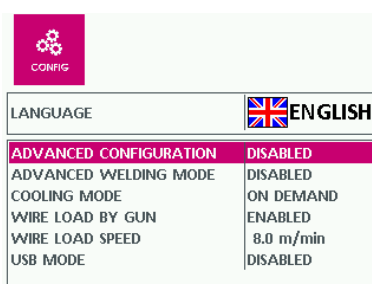 CONFIG
LANGUAGE ENGLISH
ADVANCED CONFIGURATION DISABLED
ADVANCED WELDING MODE DISABLED
COOLING MODE ON DEMAND
WIRE LOAD BY GUN ENABLED
WIRE LOAD SPEED 8.0 m/min
USB MODE DISABLED